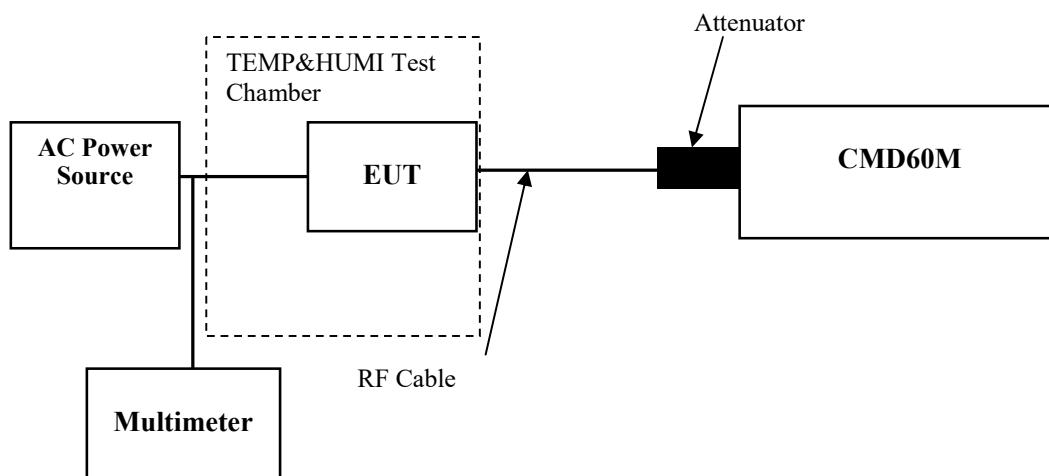 Attenuator
TEMP&HUMI Test
Chamber
AC Power
Source
EUT
CMD60M
RF Cable
Multimeter